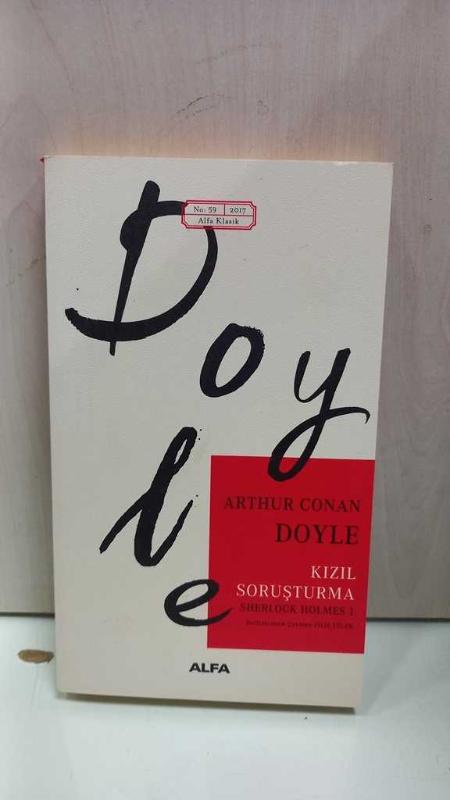 Doyle
No: 59 | 2017
Alfa Klasik
ARTHUR CONAN
DOYLE
KIZIL
SORUŞTURMA
SHERLOCK HOLMES 1
ALFA